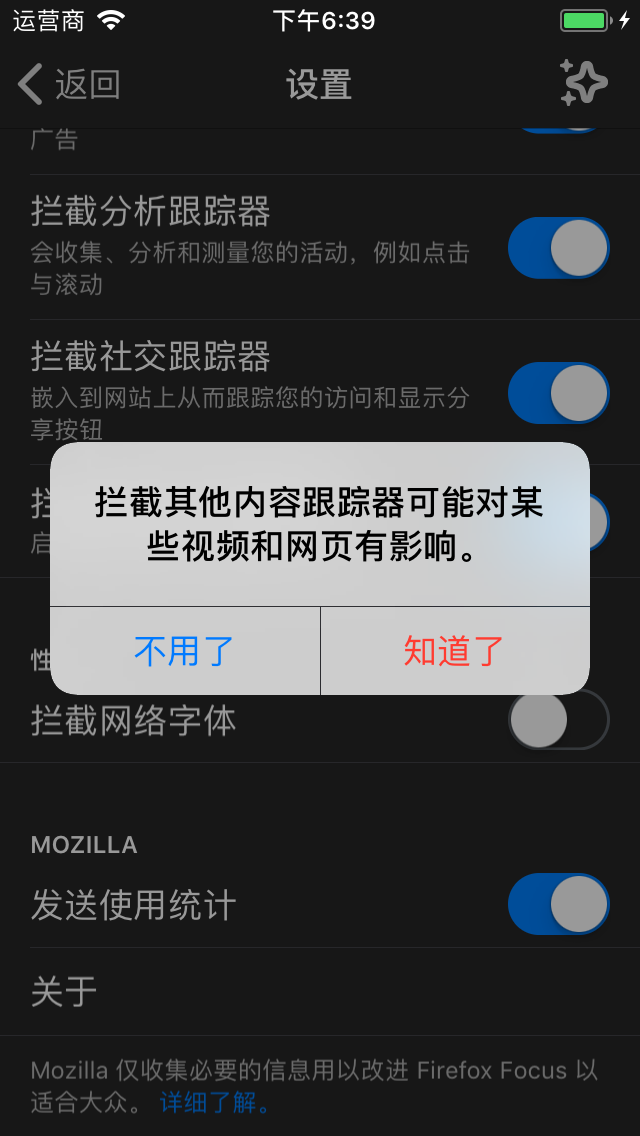 运营商
下午6:39
返回
设置
广告
拦截分析跟踪器
会收集、分析和测量您的活动，例如点击
与滚动
拦截社交跟踪器
嵌入到网站上从而跟踪您的访问和显示分
享按钮
拦截其他内容跟踪器可能对某
些视频和网页有影响。
不用了
知道了
拦截网络字体
MOZILLA
发送使用统计
关于
Mozilla 仅收集必要的信息用以改进 Firefox Focus 以
适合大众。 详细了解。